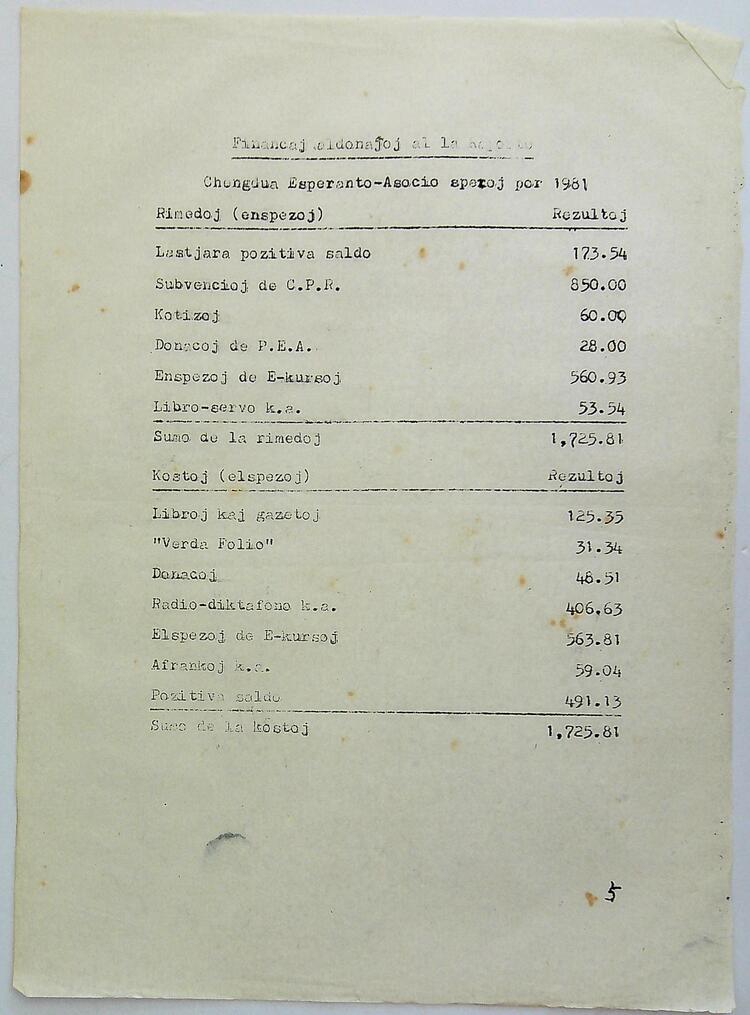 Financaj aldonaĵoj al la
Chengdua Esperanto-Asocio spezoj por 1981
Rimedoj (enspezoj) Rezultoj
Lastjara pozitiva saldo 173.54
Subvencioj de C.P.R. 850.00
Kotizoj 60.00
Donacoj de P.E.A. 28.00
Enspezoj de E-kursoj 560.93
Libro-servo k.a. 53.54
Sumo de la rimedoj 1,725.81
Kostoj (elspezoj) Rezultoj
Libroj kaj gazetoj 125.35
"Verda Folio" 31.34
Donacoj 48.51
Radio-diktafono k.a. 406.63
Elspezoj de E-kursoj 563.81
Afrankoj k.a. 59.04
Pozitiva saldo 491.13
Sumo de la kostoj 1,725.81
5